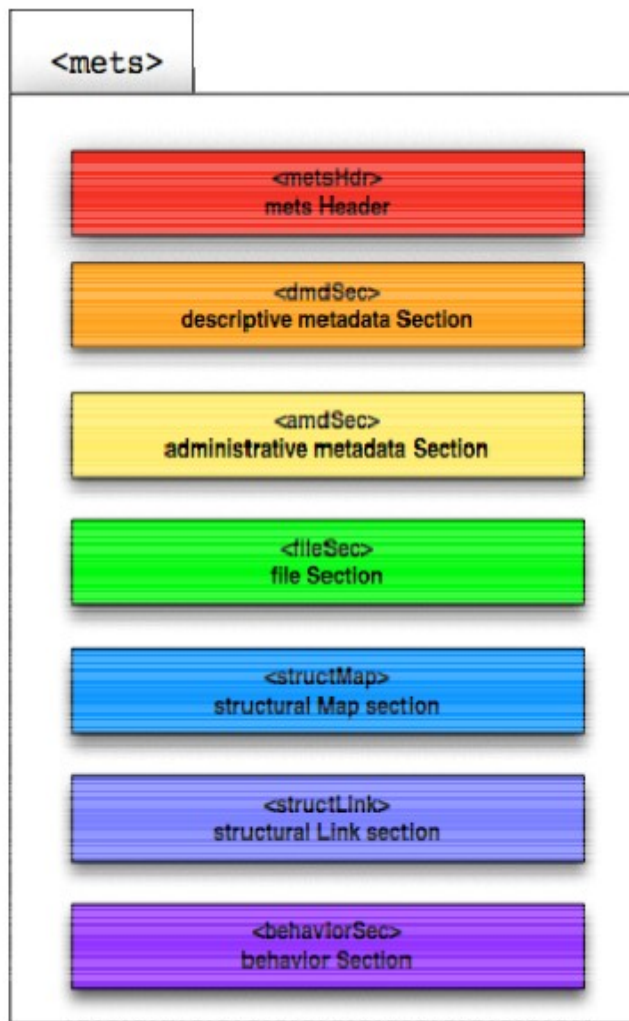 <mets>
<metsHdr>
mets Header
<dmdSec>
descriptive metadata Section
<amdSec>
administrative metadata Section
<fileSec>
file Section
<structMap>
structural Map section
<structLink>
structural Link section
<behaviorSec>
behavior Section